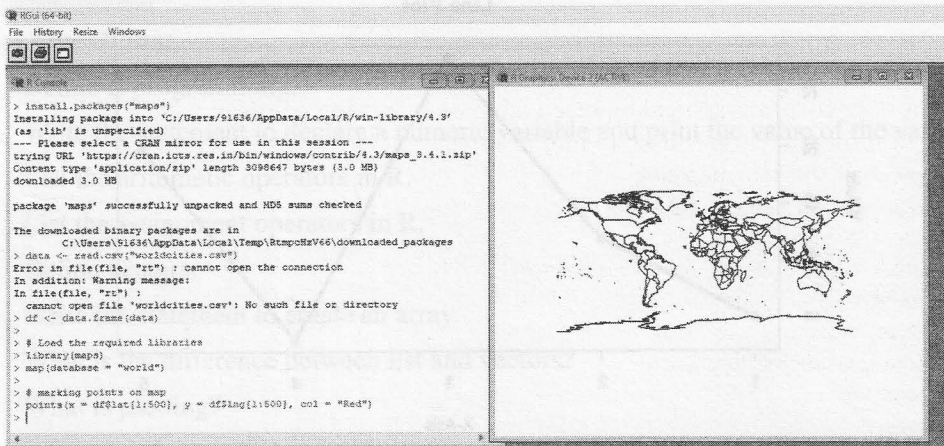 RGui (64-bit)
File History Resize Windows
R Console
R Graphics: Device 2 (ACTIVE)
> install.packages("maps")
Installing package into 'C:/Users/91636/AppData/Local/R/win-library/4.3'
(as 'lib' is unspecified)
--- Please select a CRAN mirror for use in this session ---
trying URL 'https://cran.icts.res.in/bin/windows/contrib/4.3/maps_3.4.1.zip'
Content type 'application/zip' length 3098647 bytes (3.0 MB)
downloaded 3.0 MB
package 'maps' successfully unpacked and MD5 sums checked
The downloaded binary packages are in
C:\Users\91636\AppData\Local\Temp\RtmpcHzV66\downloaded_packages
> data <- read.csv("worldcities.csv")
Error in file(file, "rt") : cannot open the connection
In addition: Warning message:
In file(file, "rt") :
cannot open file 'worldcities.csv': No such file or directory
> df <- data.frame(data)
>
> # Load the required libraries
> library(maps)
> map(database = "world")
>
> # marking points on map
> points(x = df$lat[1:500], y = df$lng[1:500], col = "Red")
>